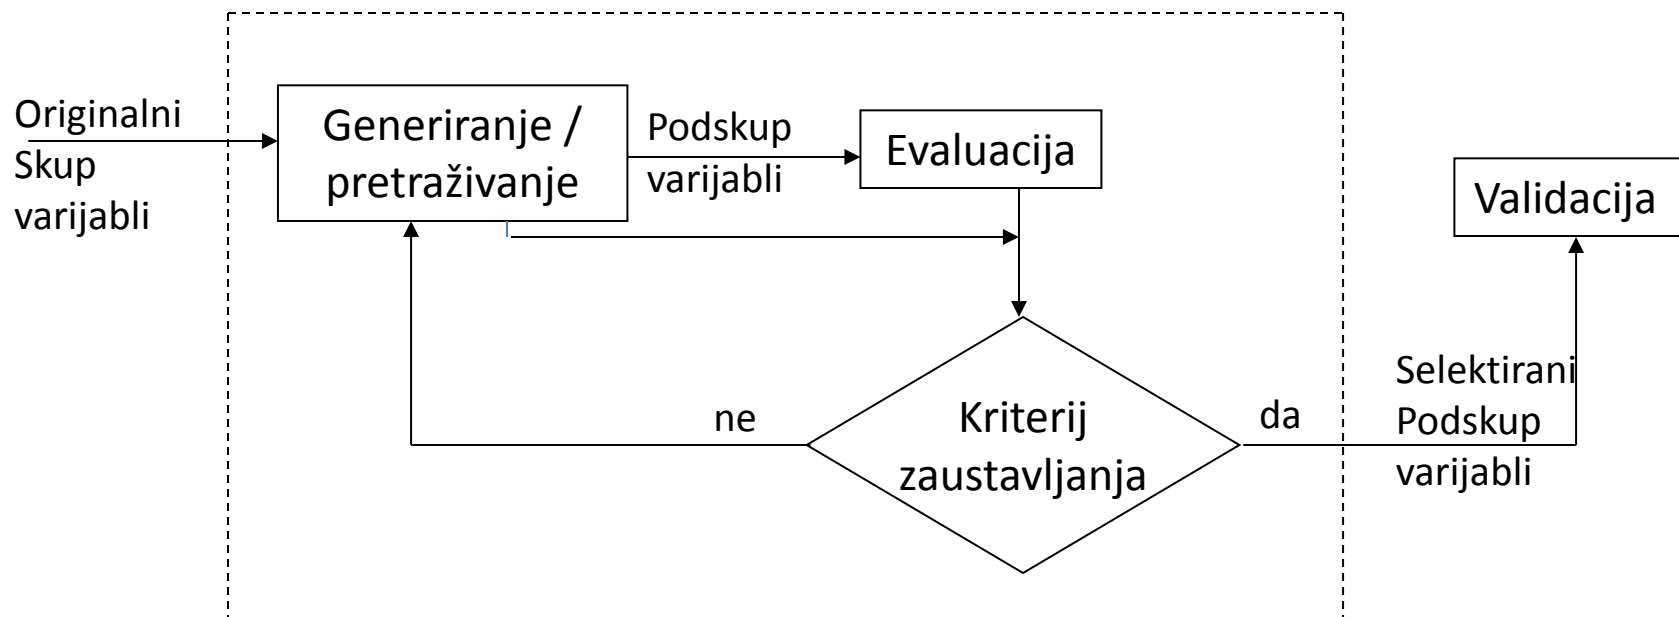 Originalni
Skup
varijabli
Generiranje /
pretraživanje
Podskup
varijabli
Evaluacija
Validacija
ne
Kriterij
zaustavljanja
da
Selektirani
Podskup
varijabli